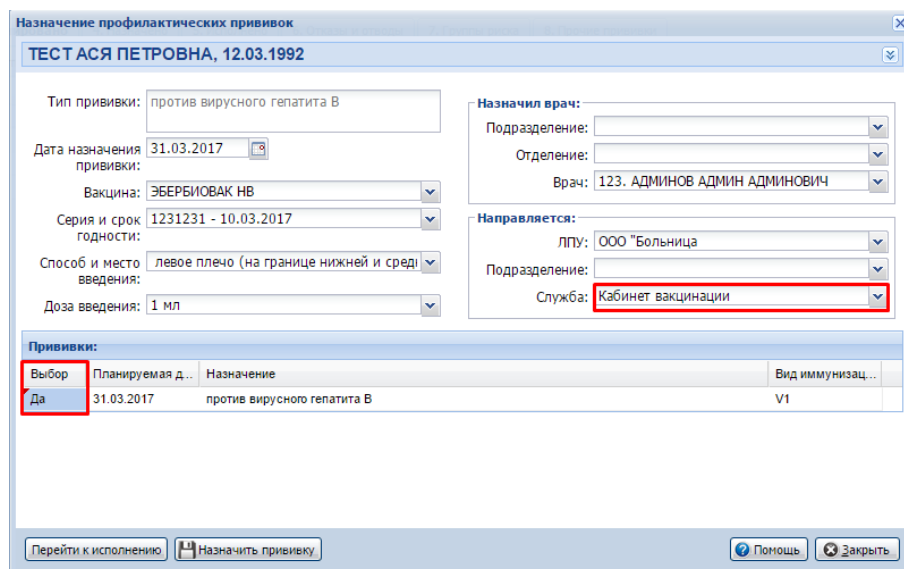 Назначение профилактических прививок
ТЕСТ АСЯ ПЕТРОВНА, 12.03.1992
Тип прививки: против вирусного гепатита В
Дата назначения прививки: 31.03.2017
Вакцина: ЭБЕРБИОВАК НВ
Серия и срок годности: 1231231 - 10.03.2017
Способ и место введения: левое плечо (на границе нижней и сред
Доза введения: 1 мл
Назначил врач:
Подразделение:
Отделение:
Врач: 123. АДМИНОВ АДМИН АДМИНОВИЧ
Направляется:
ЛПУ: ООО "Больница
Подразделение:
Служба: Кабинет вакцинации
Прививки:
Выбор Планируемая д... Назначение Вид иммунизац...
Да 31.03.2017 против вирусного гепатита В V1
Перейти к исполнению Назначить прививку Помощь Закрыть